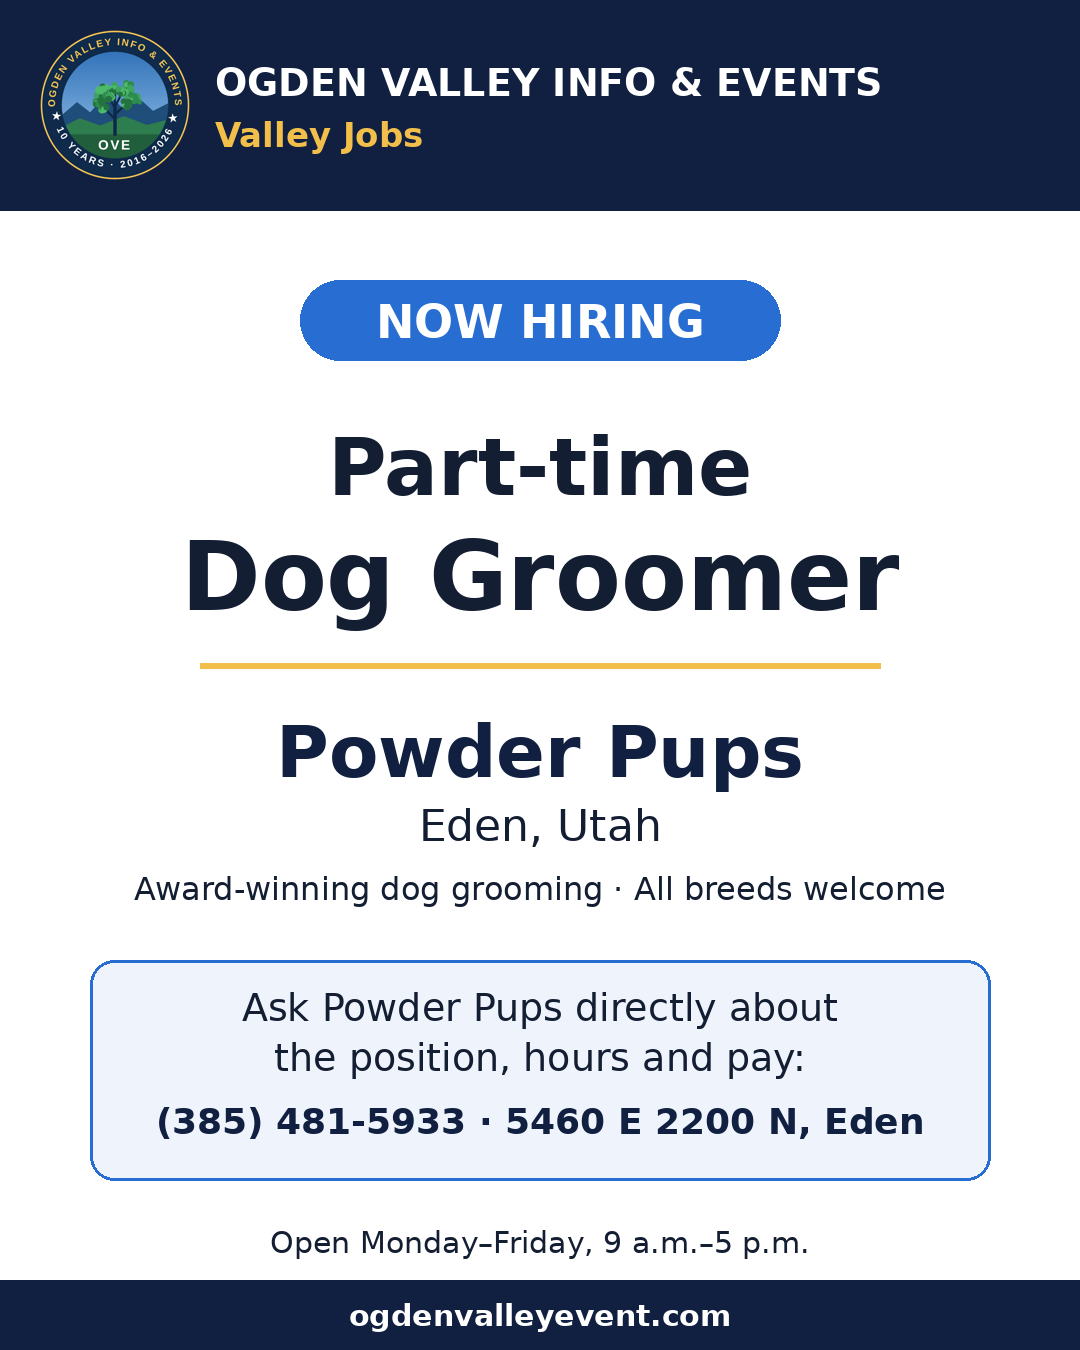 OGDEN VALLEY INFO & EVENTS
★ 10 YEARS · 2016–2026 ★
OVE
OGDEN VALLEY INFO & EVENTS
Valley Jobs
NOW HIRING
Part-time
Dog Groomer
Powder Pups
Eden, Utah
Award-winning dog grooming · All breeds welcome
Ask Powder Pups directly about
the position, hours and pay:
(385) 481-5933 · 5460 E 2200 N, Eden
Open Monday–Friday, 9 a.m.–5 p.m.
ogdenvalleyevent.com